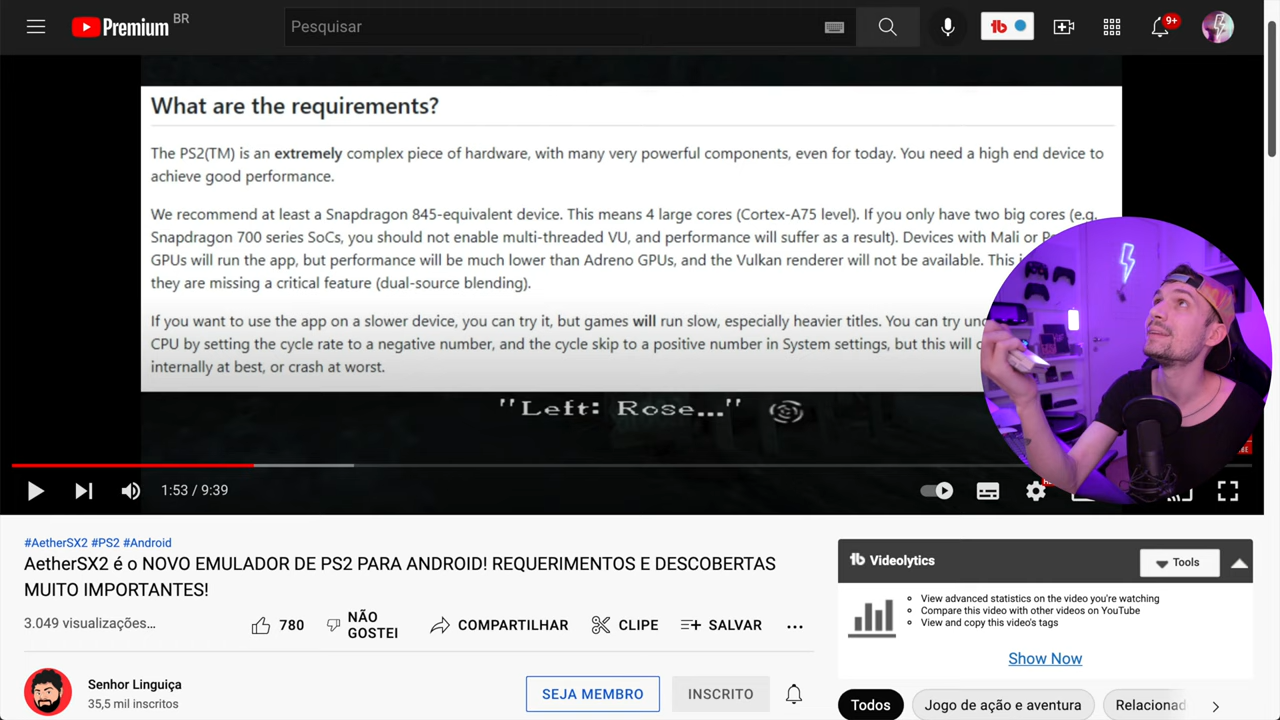 Premium BR
Pesquisar
9+
What are the requirements?
The PS2(TM) is an extremely complex piece of hardware, with many very powerful components, even for today. You need a high end device to
achieve good performance.
We recommend at least a Snapdragon 845-equivalent device. This means 4 large cores (Cortex-A75 level). If you only have two big cores (e.g.
Snapdragon 700 series SoCs, you should not enable multi-threaded VU, and performance will suffer as a result). Devices with Mali or
GPUs will run the app, but performance will be much lower than Adreno GPUs, and the Vulkan renderer will not be available. This
they are missing a critical feature (dual-source blending).
If you want to use the app on a slower device, you can try it, but games will run slow, especially heavier titles. You can try
CPU by setting the cycle rate to a negative number, and the cycle skip to a positive number in System settings, but this will
internally at best, or crash at worst.
"Left: Rose..."
1:53 / 9:39
#AetherSX2 #PS2 #Android
AetherSX2 é o NOVO EMULADOR DE PS2 PARA ANDROID! REQUERIMENTOS E DESCOBERTAS
MUITO IMPORTANTES!
3.049 visualizações...
780
NÃO
GOSTEI
COMPARTILHAR
CLIPE
SALVAR
Senhor Linguiça
35,5 mil inscritos
SEJA MEMBRO
INSCRITO
tb Videolytics
Tools
View advanced statistics on the video you're watching
Compare this video with other videos on YouTube
View and copy this video's tags
Show Now
Todos
Jogo de ação e aventura
Relacionad